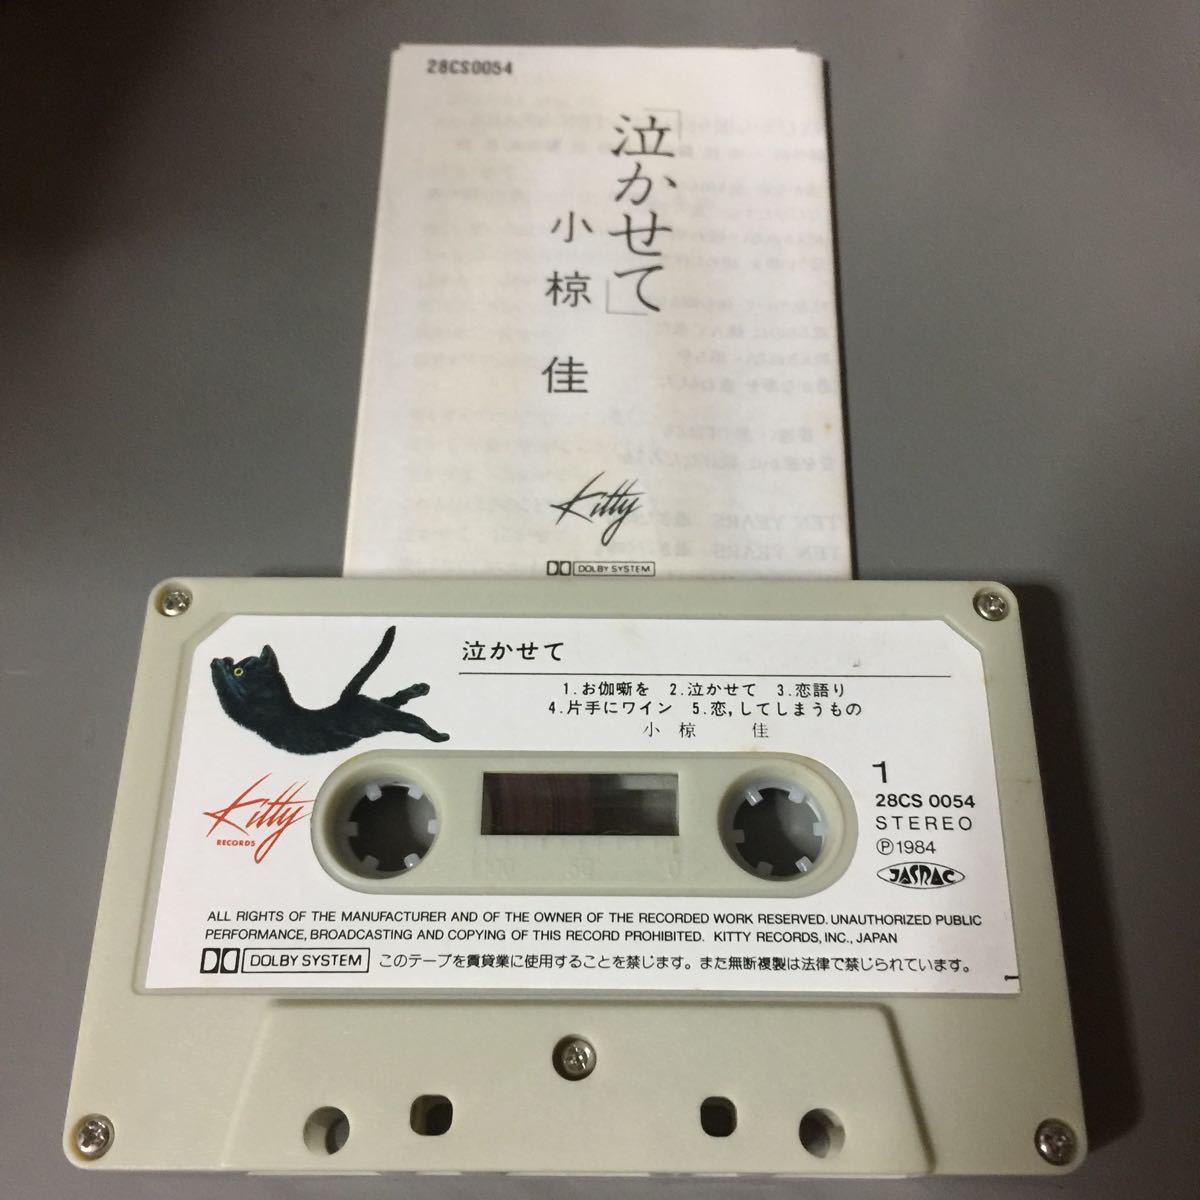 28CS0054
「泣かせて」
小椋 佳
Kitty
DOLBY SYSTEM
泣かせて
1.お伽噺を 2.泣かせて 3.恋語り
4.片手にワイン 5.恋,してしまうもの
小椋 佳
Kitty
RECORDS
1
28CS 0054
STEREO
Ⓟ1984
JASRAC
ALL RIGHTS OF THE MANUFACTURER AND OF THE OWNER OF THE RECORDED WORK RESERVED. UNAUTHORIZED PUBLIC
PERFORMANCE, BROADCASTING AND COPYING OF THIS RECORD PROHIBITED. KITTY RECORDS, INC., JAPAN
DOLBY SYSTEM このテープを賃貸業に使用することを禁じます。また無断複製は法律で禁じられています。
100 50 0